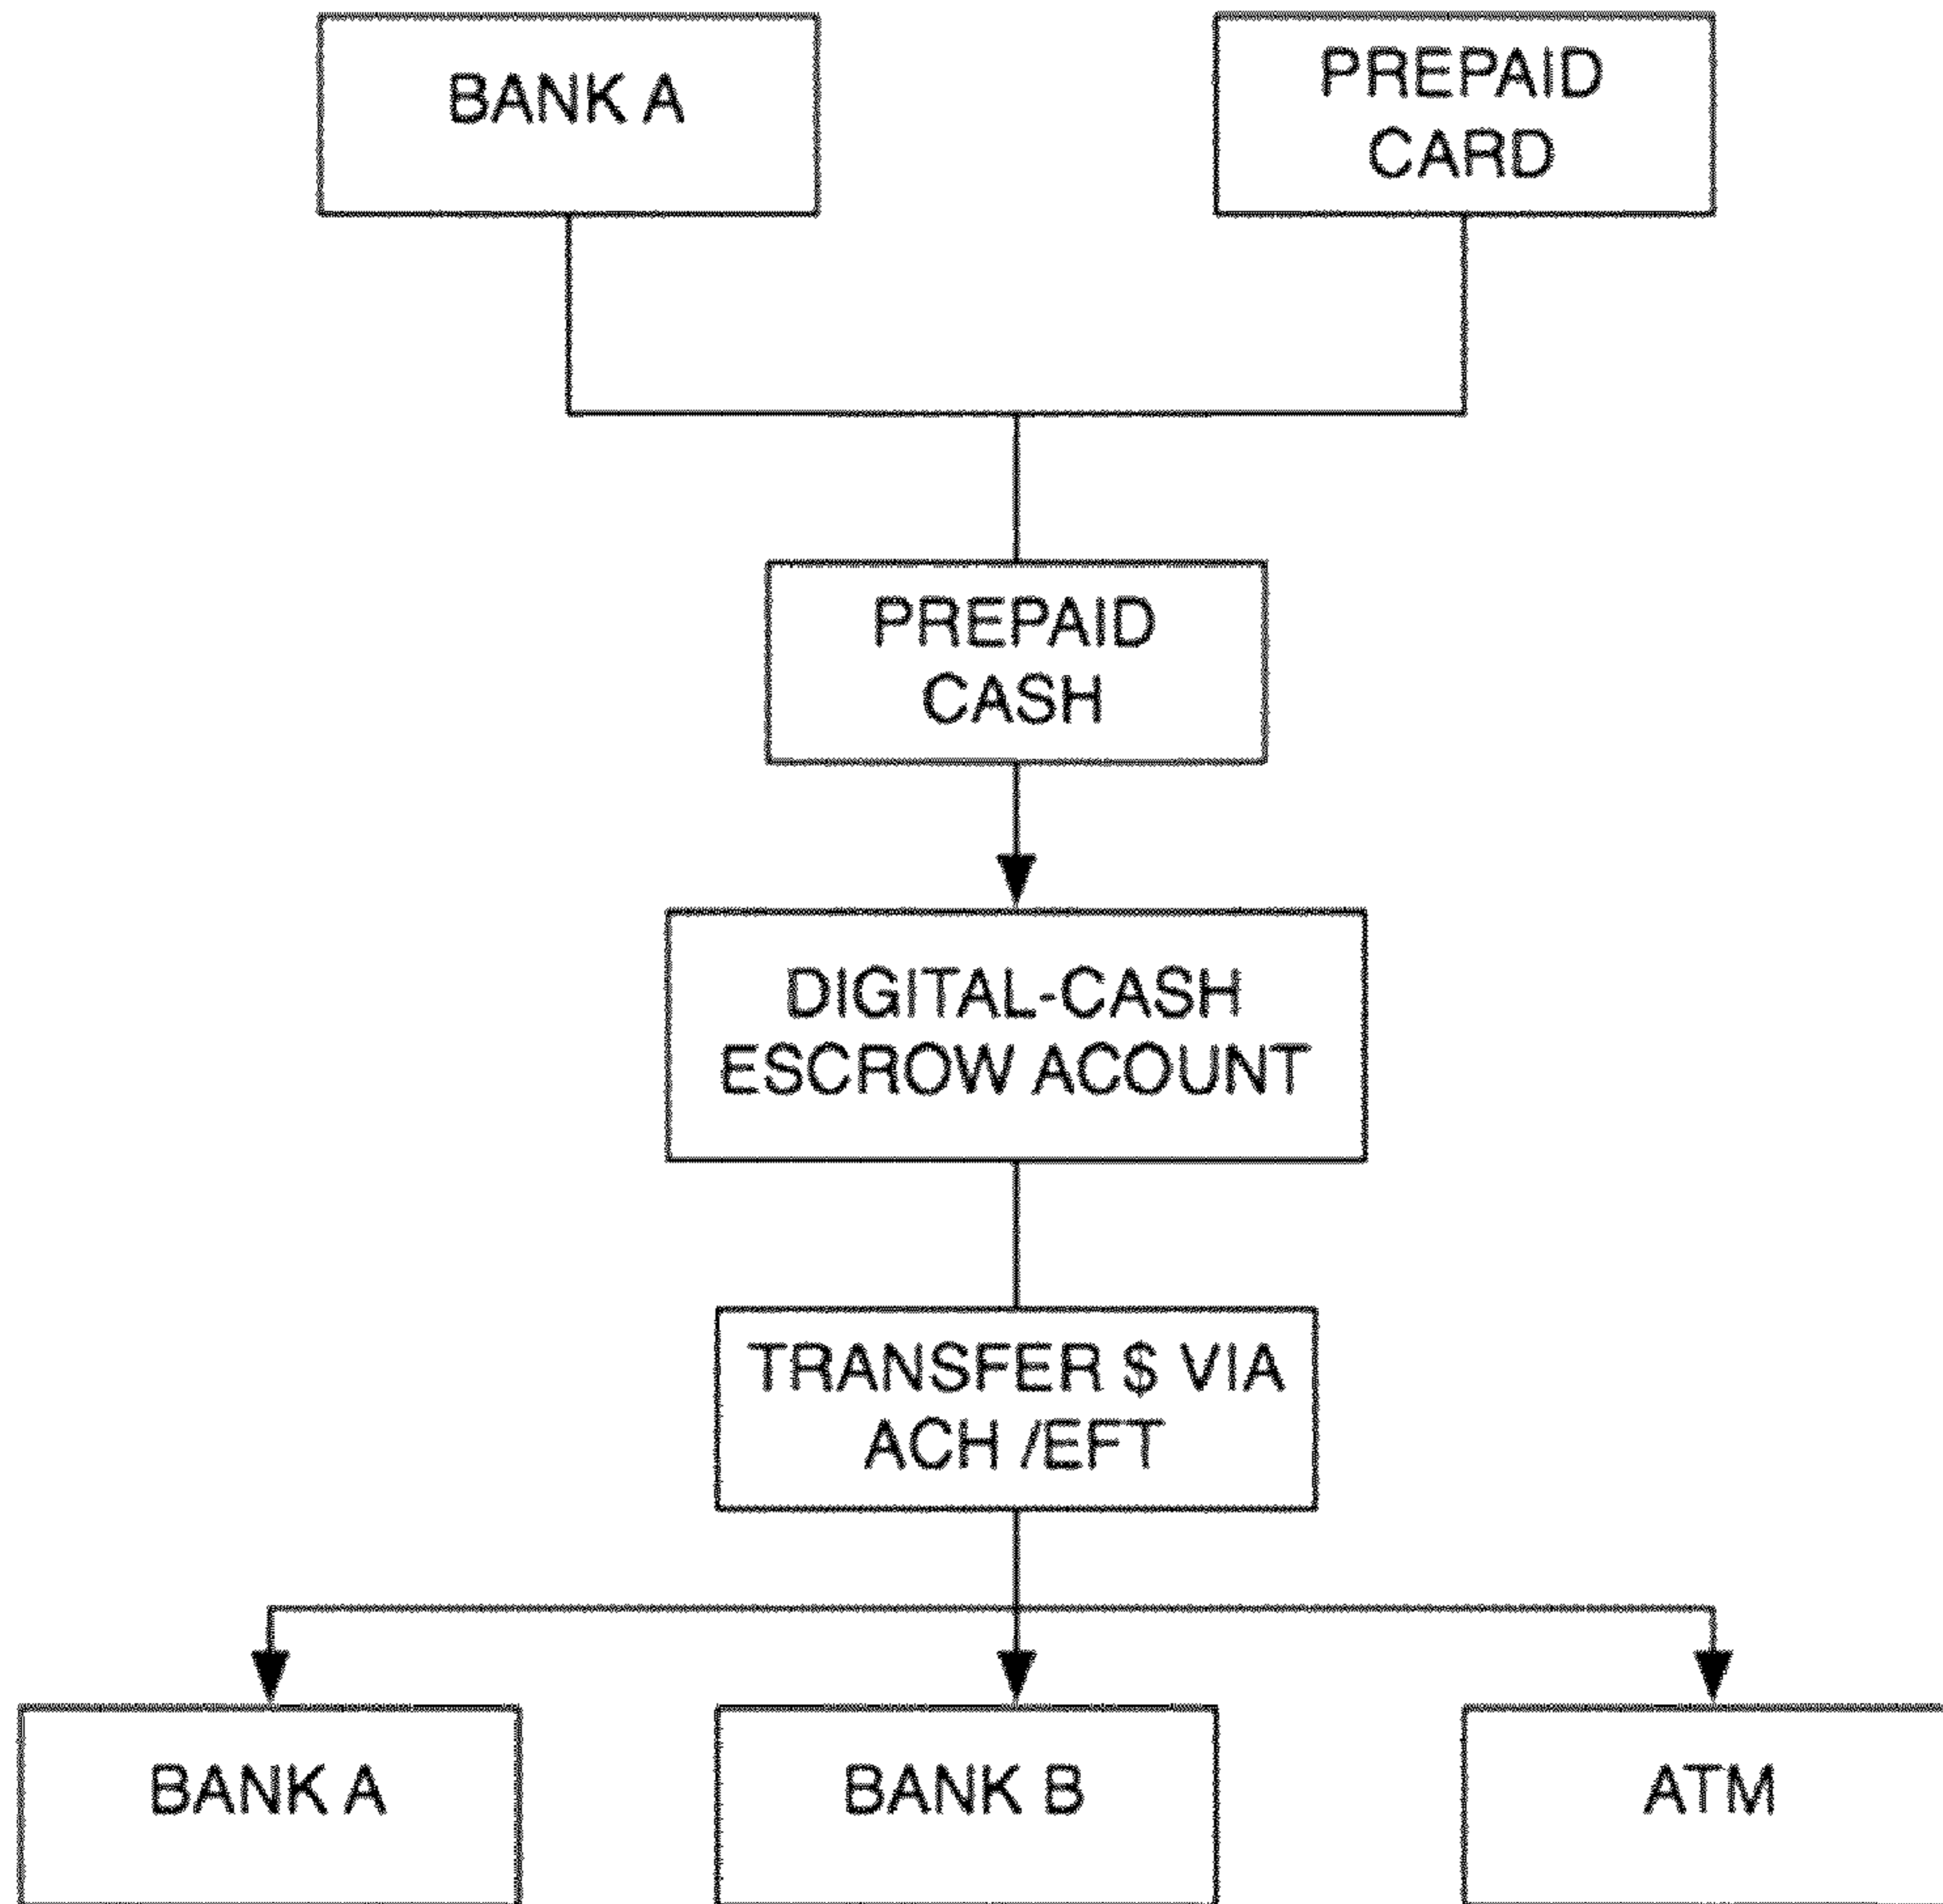 BANK A
PREPAID
CARD
PREPAID
CASH
DIGITAL-CASH
ESCROW ACOUNT
TRANSFER $ VIA
ACH /EFT
BANK A
BANK B
ATM